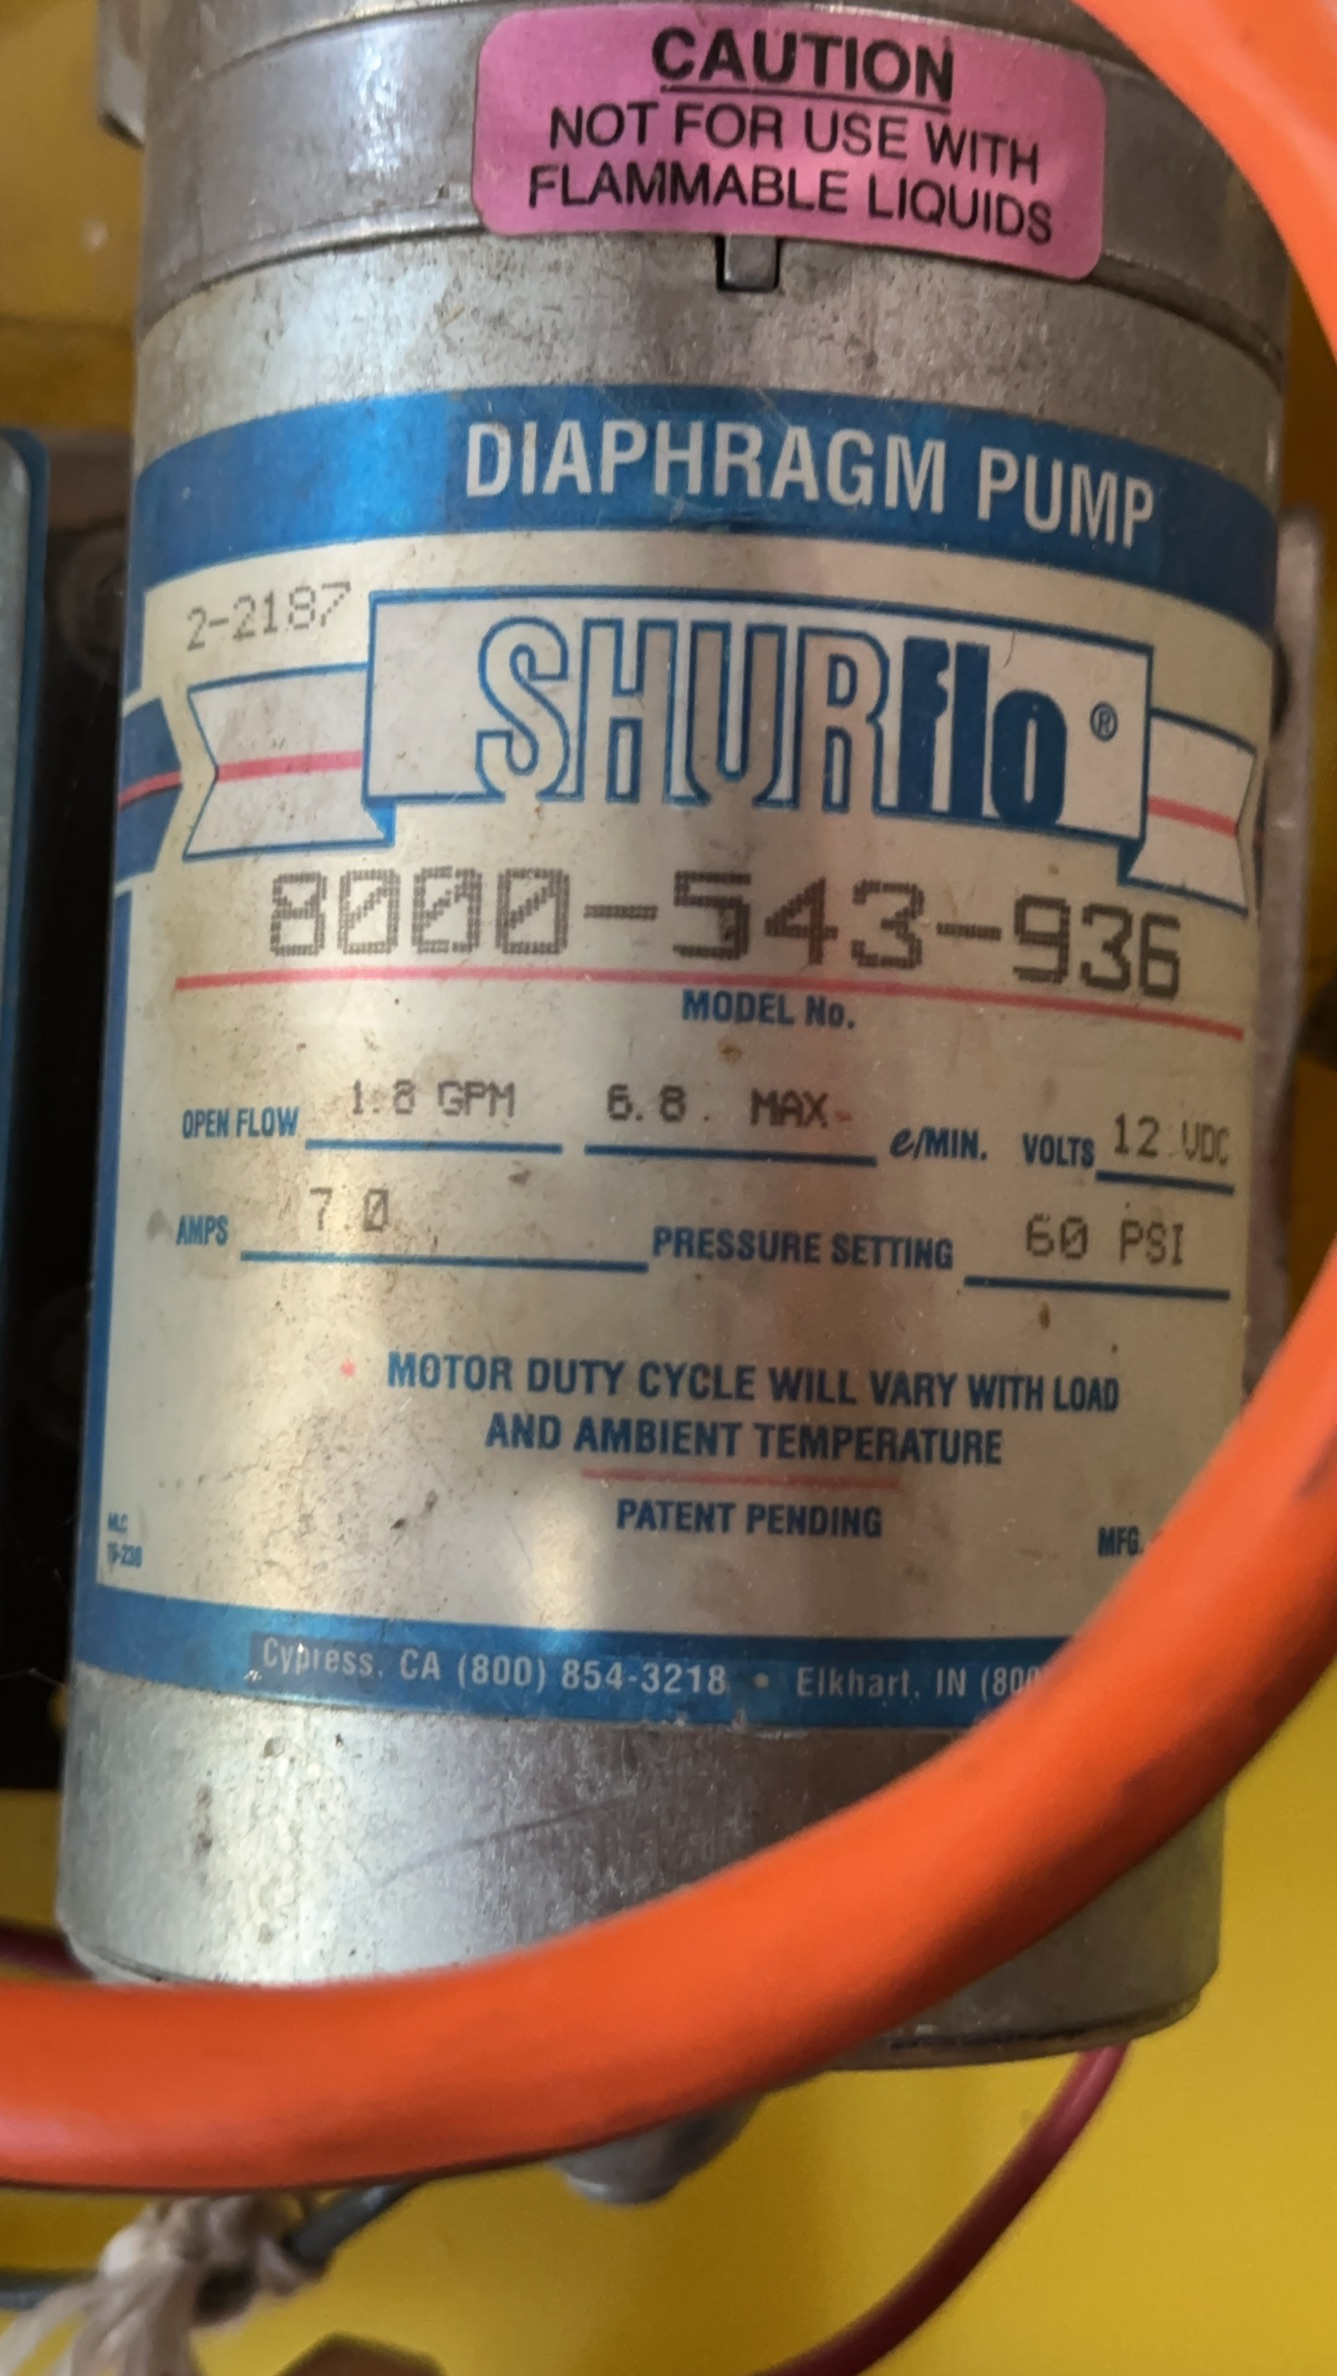 CAUTION
NOT FOR USE WITH
FLAMMABLE LIQUIDS
DIAPHRAGM PUMP
2-2187
SHURflo®
8000-543-936
MODEL No.
OPEN FLOW 1.8 GPM 6.8. MAX ℓ/MIN. VOLTS 12 VDC
AMPS 7.0 PRESSURE SETTING 60 PSI
MOTOR DUTY CYCLE WILL VARY WITH LOAD
AND AMBIENT TEMPERATURE
PATENT PENDING
MFG.
Cypress, CA (800) 854-3218 • Elkhart, IN (800